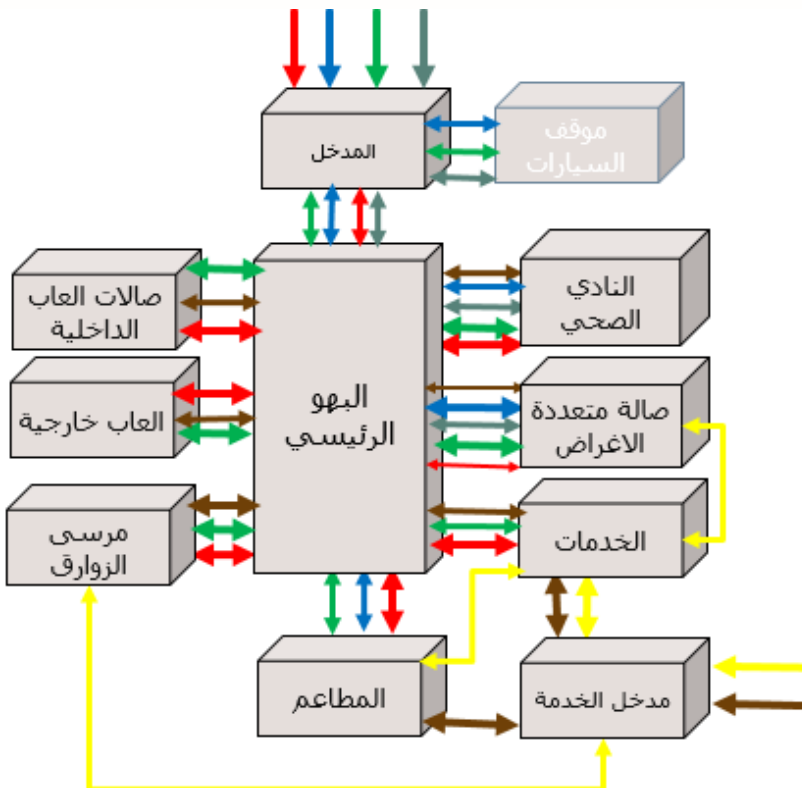 المدخل
موقف
السيارات
صالات العاب
الداخلية
النادي
الصحي
البهو
الرئيسي
العاب خارجية
صالة متعددة
الاغراض
مرسى
الزوارق
الخدمات
المطاعم
مدخل الخدمة